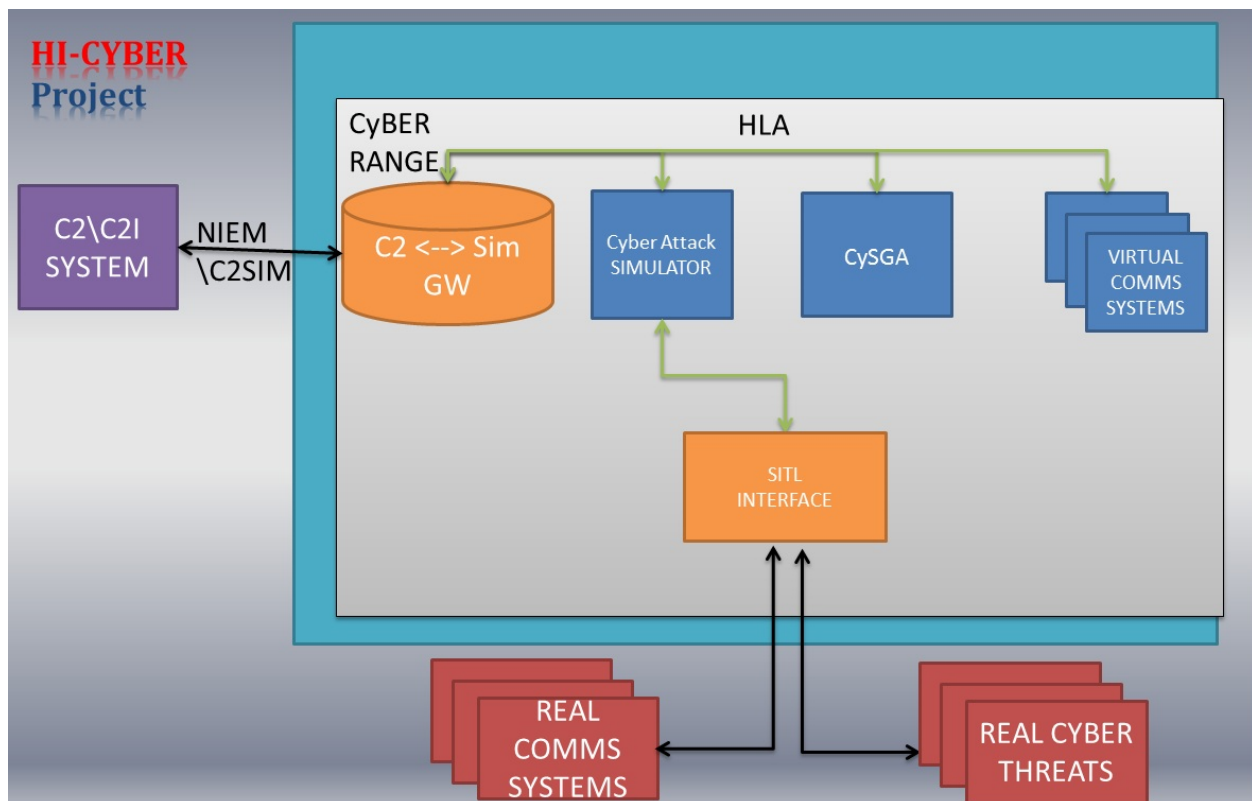 HI-CYBER
Project
CyBER
RANGE
HLA
C2\C2I
SYSTEM
NIEM
\C2SIM
C2 <--> Sim
GW
Cyber Attack
SIMULATOR
CySGA
VIRTUAL
COMMS
SYSTEMS
SITL
INTERFACE
REAL
COMMS
SYSTEMS
REAL CYBER
THREATS